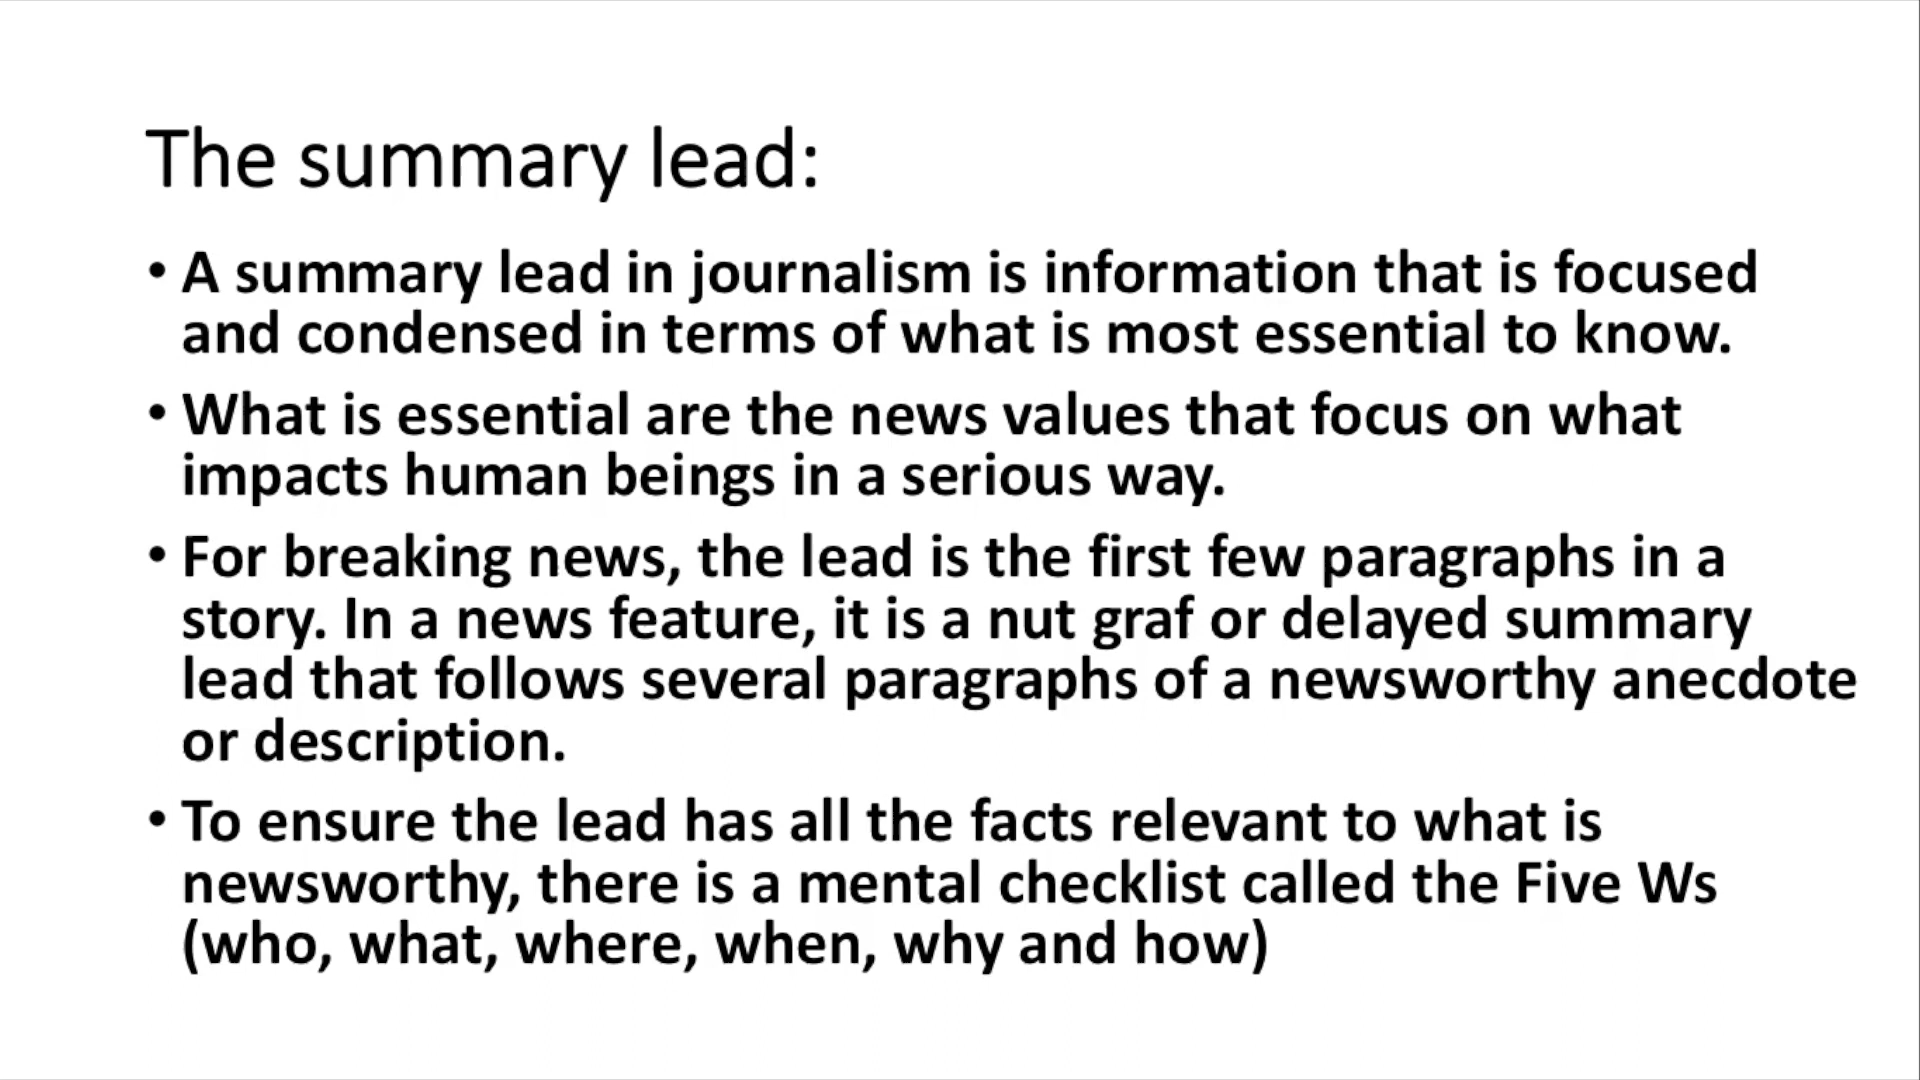 The summary lead:
• A summary lead in journalism is information that is focused
and condensed in terms of what is most essential to know.
• What is essential are the news values that focus on what
impacts human beings in a serious way.
• For breaking news, the lead is the first few paragraphs in a
story. In a news feature, it is a nut graf or delayed summary
lead that follows several paragraphs of a newsworthy anecdote
or description.
• To ensure the lead has all the facts relevant to what is
newsworthy, there is a mental checklist called the Five Ws
(who, what, where, when, why and how)